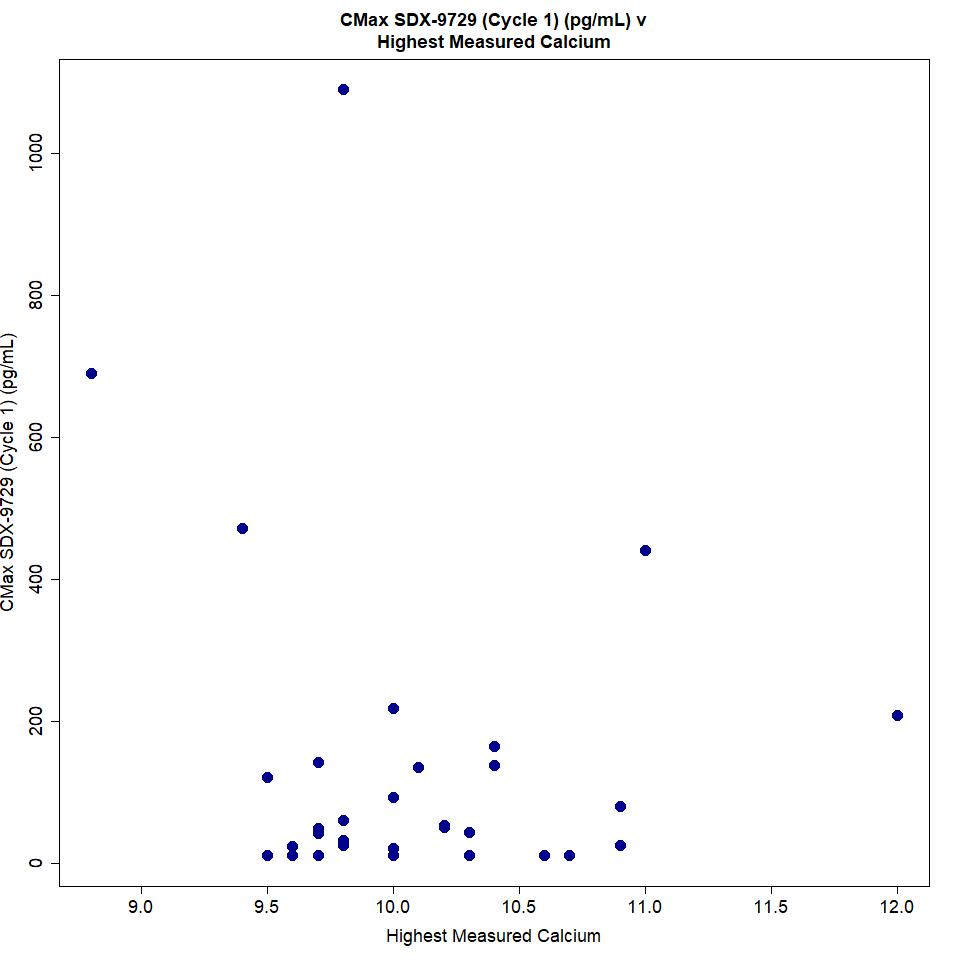 CMax SDX-9729 (Cycle 1) (pg/mL) v
Highest Measured Calcium
CMax SDX-9729 (Cycle 1) (pg/mL)
1000
800
600
400
200
0
9.0 9.5 10.0 10.5 11.0 11.5 12.0
Highest Measured Calcium